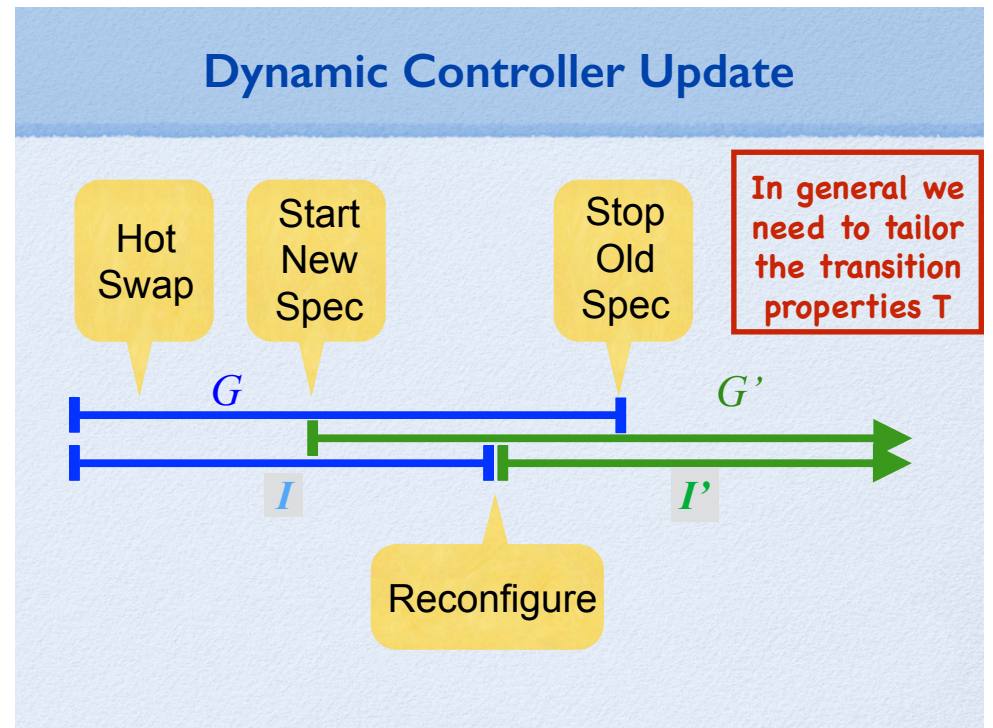 Dynamic Controller Update
Hot
Swap
Start
New
Spec
Stop
Old
Spec
In general we
need to tailor
the transition
properties T
G
G’
I
I’
Reconfigure